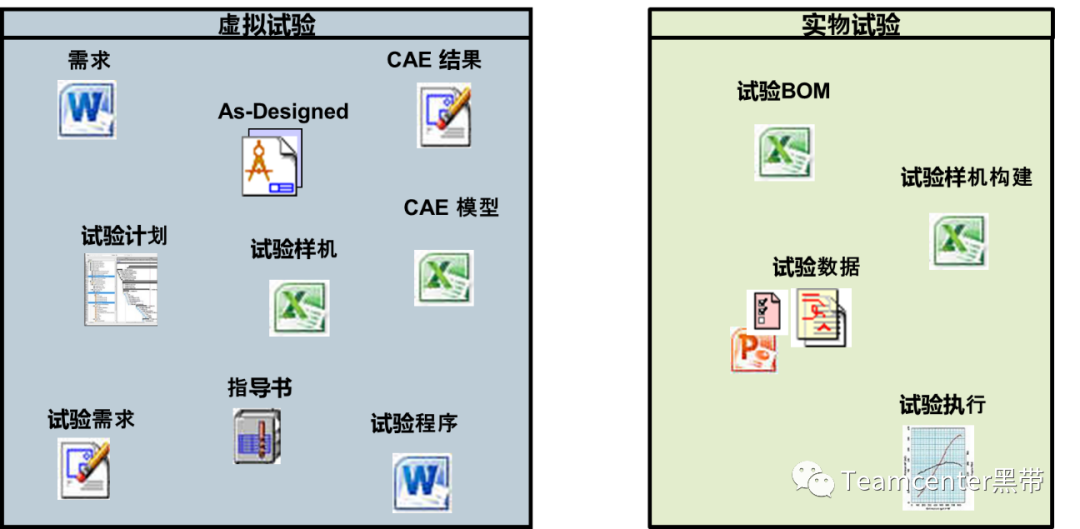 虚拟试验
需求
CAE 结果
As-Designed
CAE 模型
试验计划
试验样机
指导书
试验需求
试验程序
实物试验
试验BOM
试验样机构建
试验数据
试验执行
Teamcenter黑带